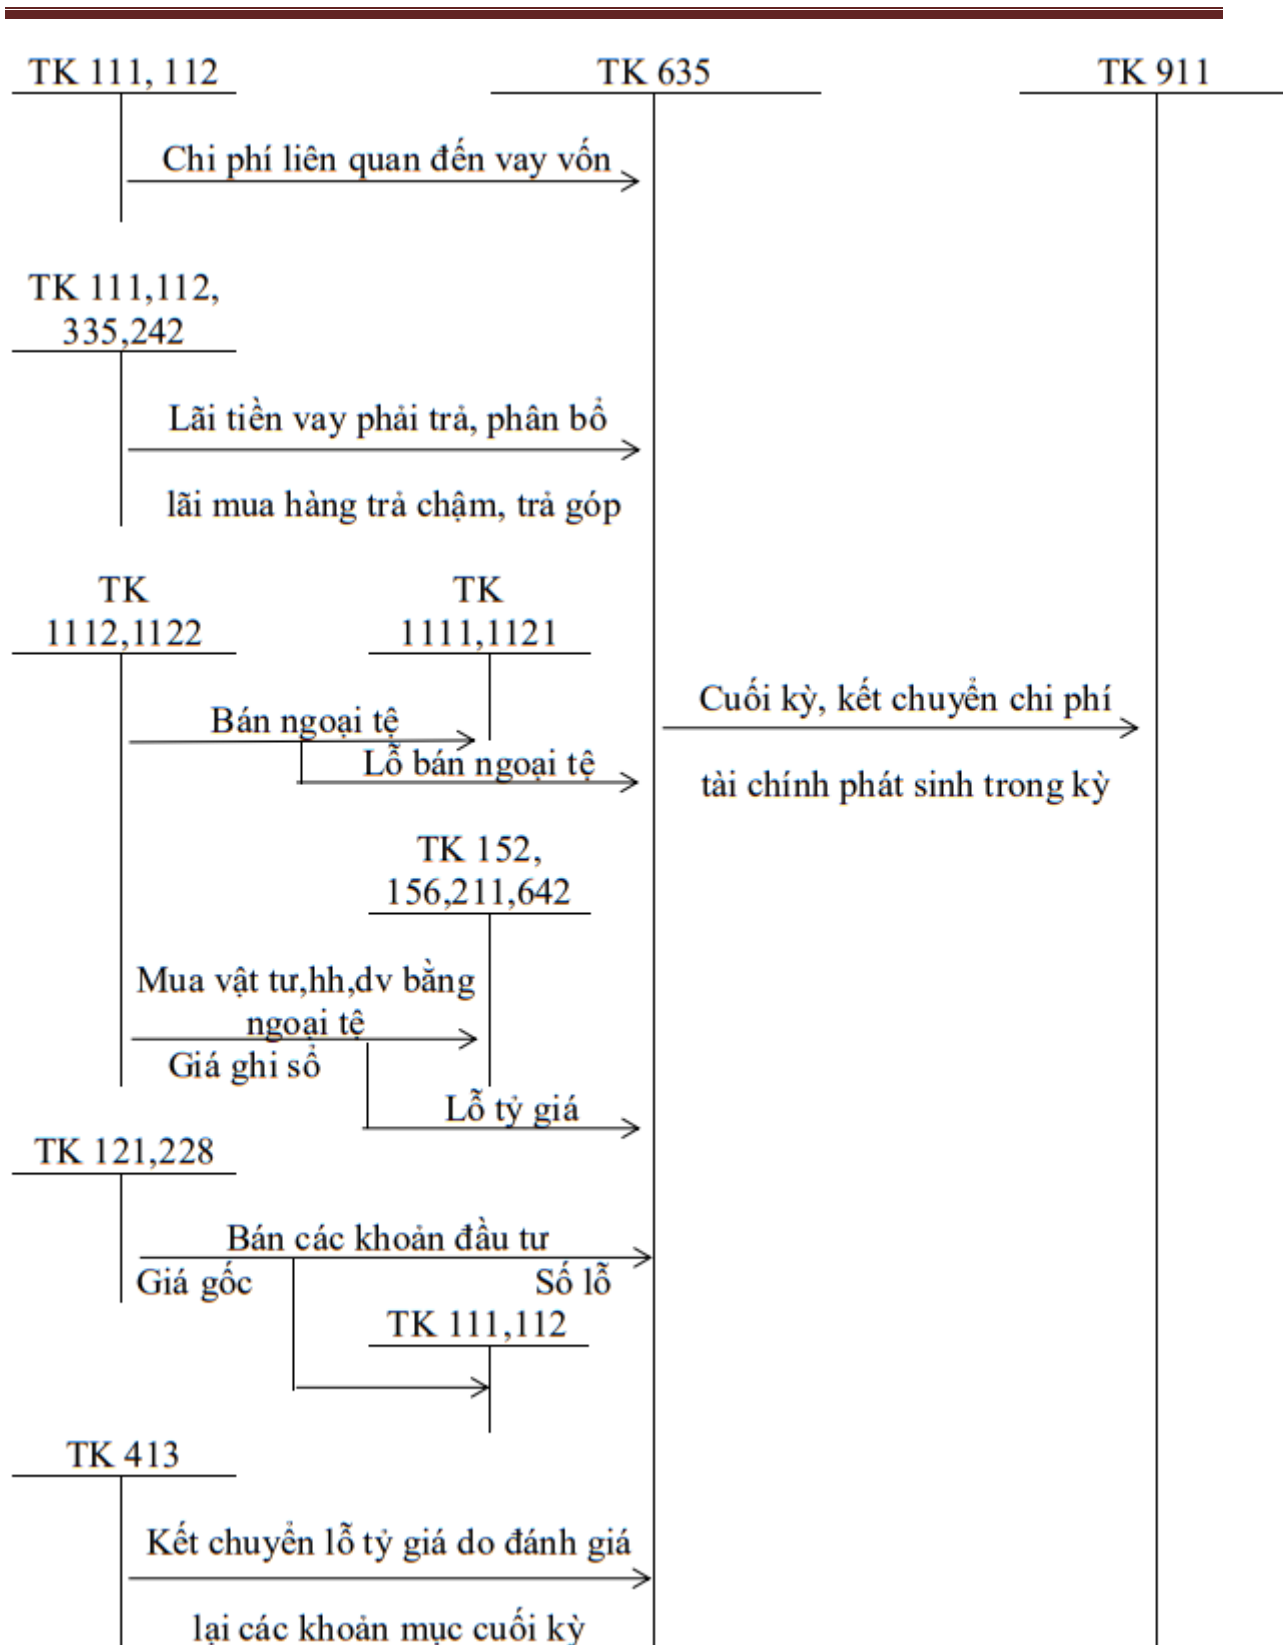 TK 111, 112
TK 635
TK 911
Chi phí liên quan đến vay vốn
TK 111,112,
335,242
Lãi tiền vay phải trả, phân bổ
lãi mua hàng trả chậm, trả góp
TK
1112,1122
TK
1111,1121
Bán ngoại tệ
Lỗ bán ngoại tệ
Cuối kỳ, kết chuyển chi phí
tài chính phát sinh trong kỳ
TK 152,
156,211,642
Mua vật tư,hh,dv bằng
ngoại tệ
Giá ghi sổ
Lỗ tỷ giá
TK 121,228
Bán các khoản đầu tư
Giá gốc
Số lỗ
TK 111,112
TK 413
Kết chuyển lỗ tỷ giá do đánh giá
lại các khoản mục cuối kỳ